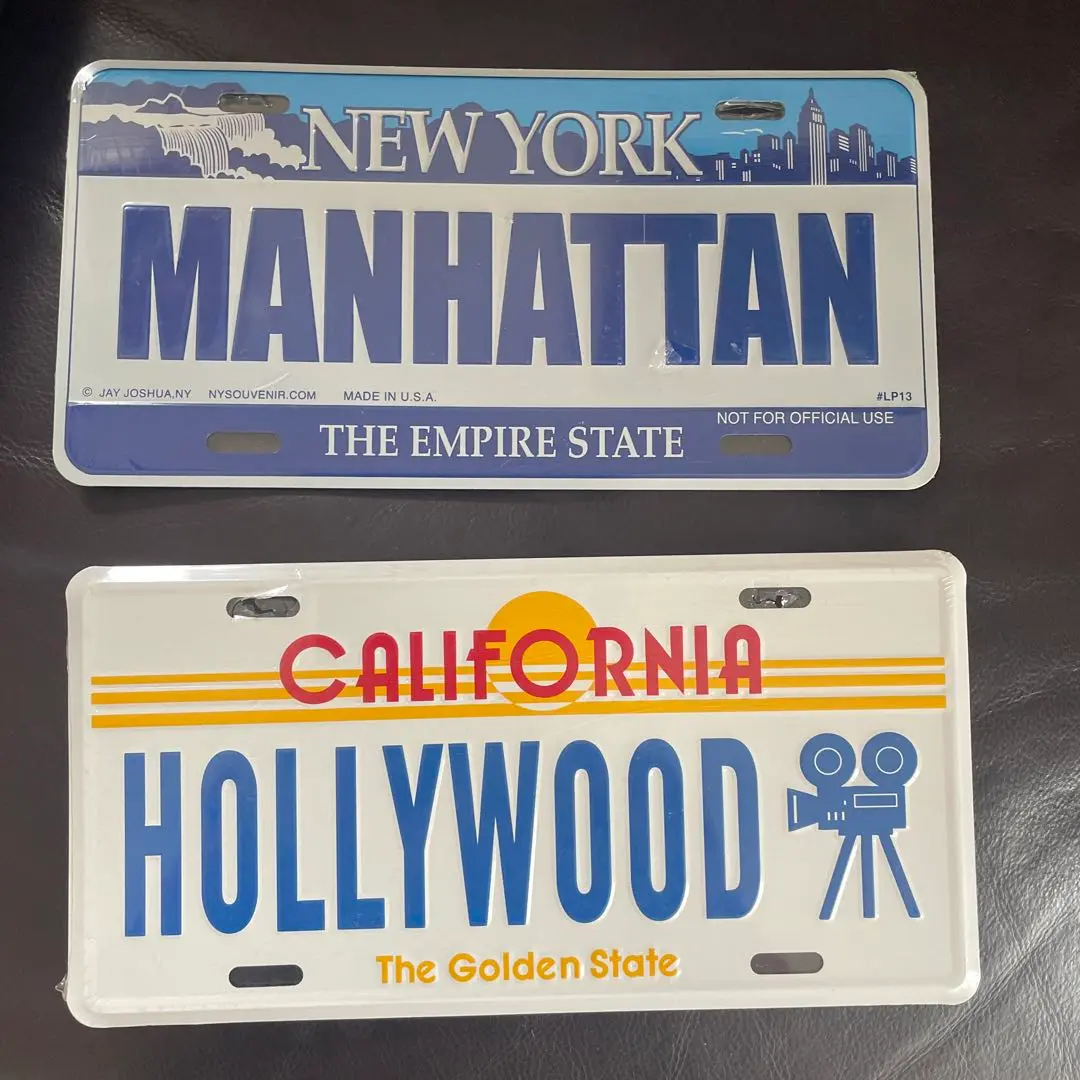 NEW YORK
MANHATTAN
© JAY JOSHUA,NY NYSOUVENIR.COM MADE IN U.S.A. #LP13
NOT FOR OFFICIAL USE
THE EMPIRE STATE
CALIFORNIA
HOLLYWOOD
The Golden State